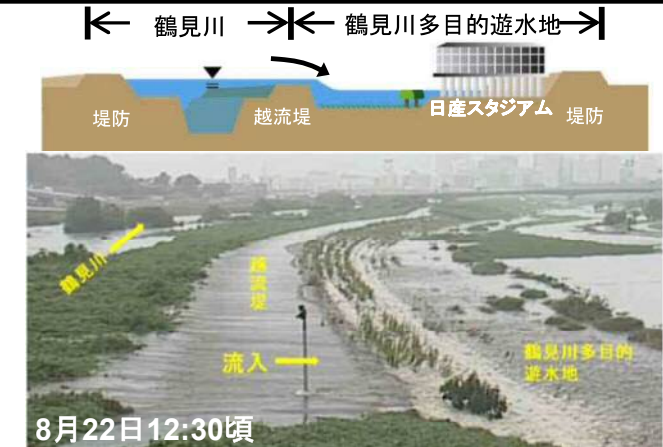 鶴見川
鶴見川多目的遊水地
堤防
越流堤
日産スタジアム
堤防
鶴見川
越流堤
流入
鶴見川多目的
遊水地
8月22日12:30頃